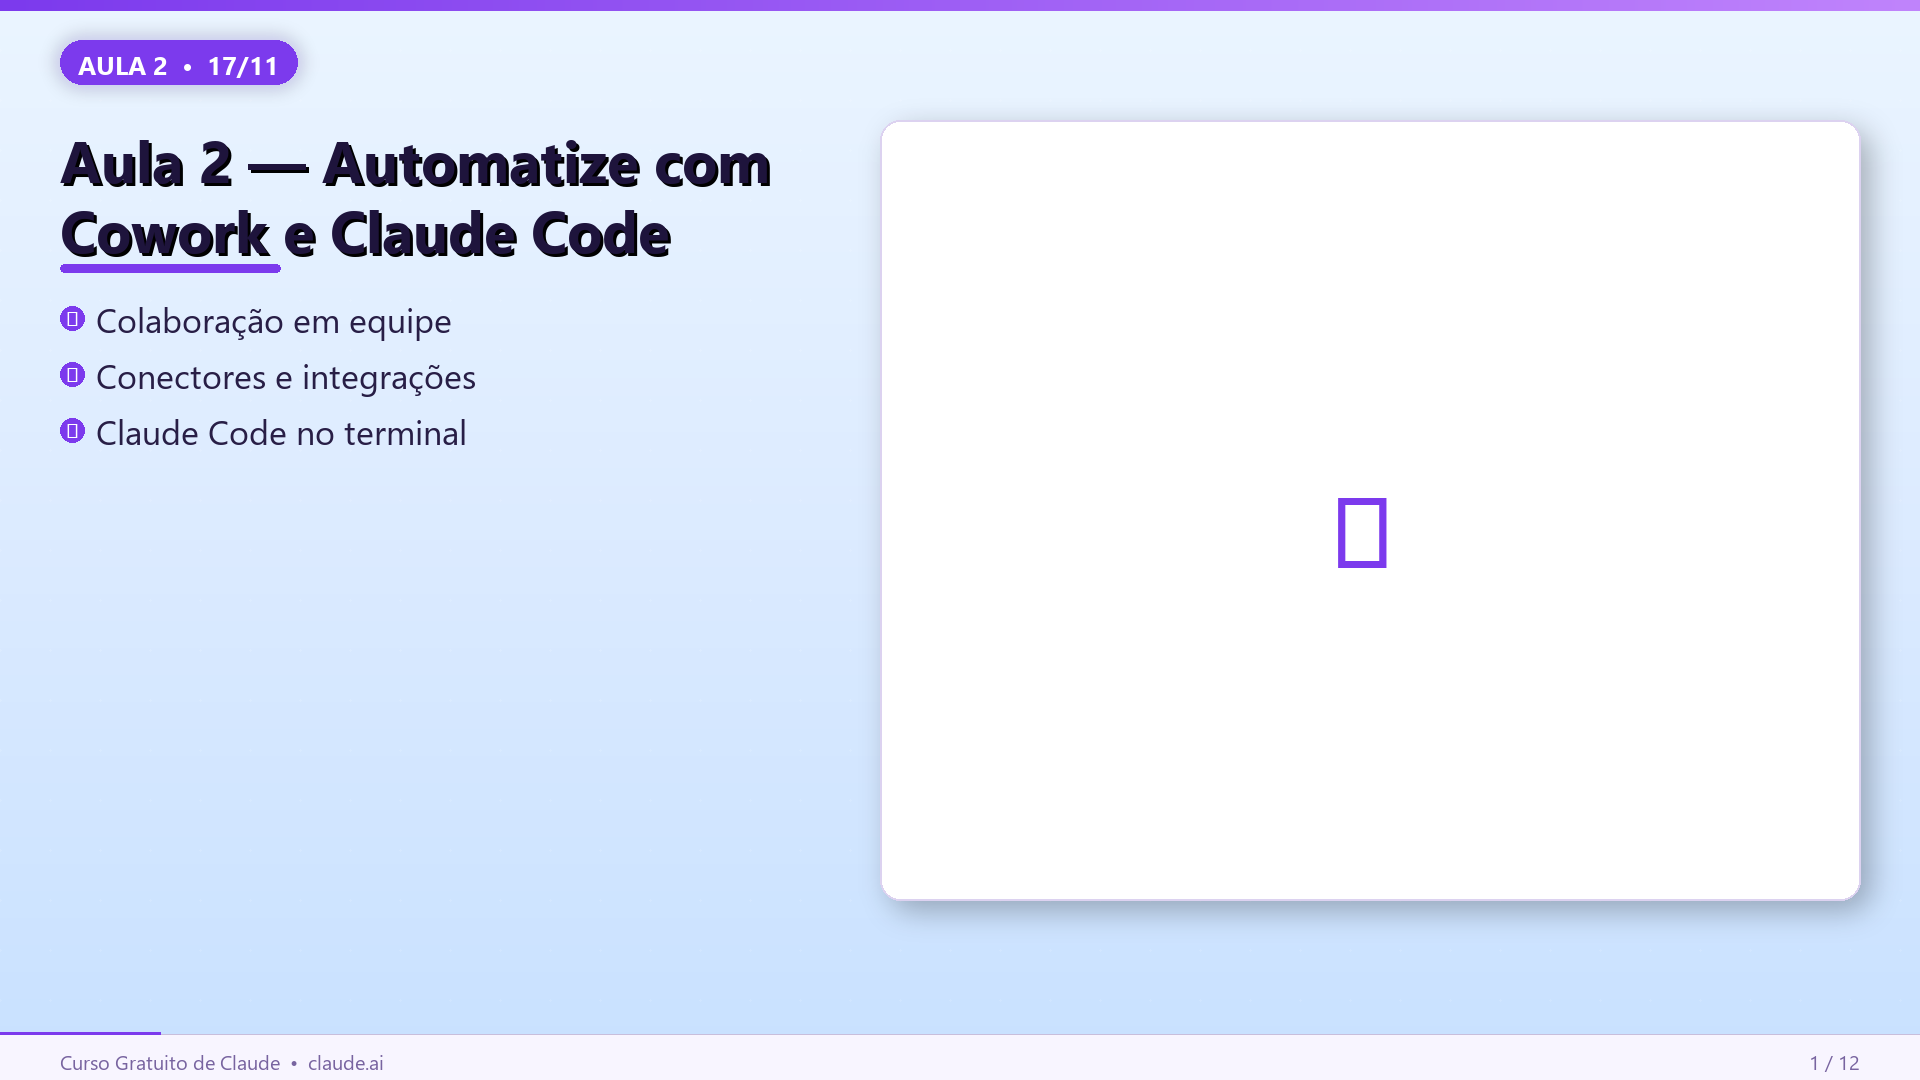 AULA 2 • 17/11
Aula 2 — Automatize com
Cowork e Claude Code
Colaboração em equipe
Conectores e integrações
Claude Code no terminal
Curso Gratuito de Claude • claude.ai
1 / 12